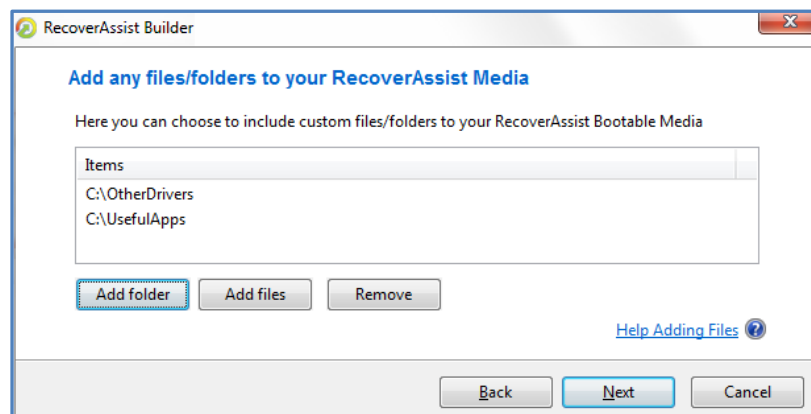 RecoverAssist Builder
Add any files/folders to your RecoverAssist Media
Here you can choose to include custom files/folders to your RecoverAssist Bootable Media
Items
C:\OtherDrivers
C:\UsefulApps
Add folder Add files Remove
Help Adding Files ?
Back Next Cancel